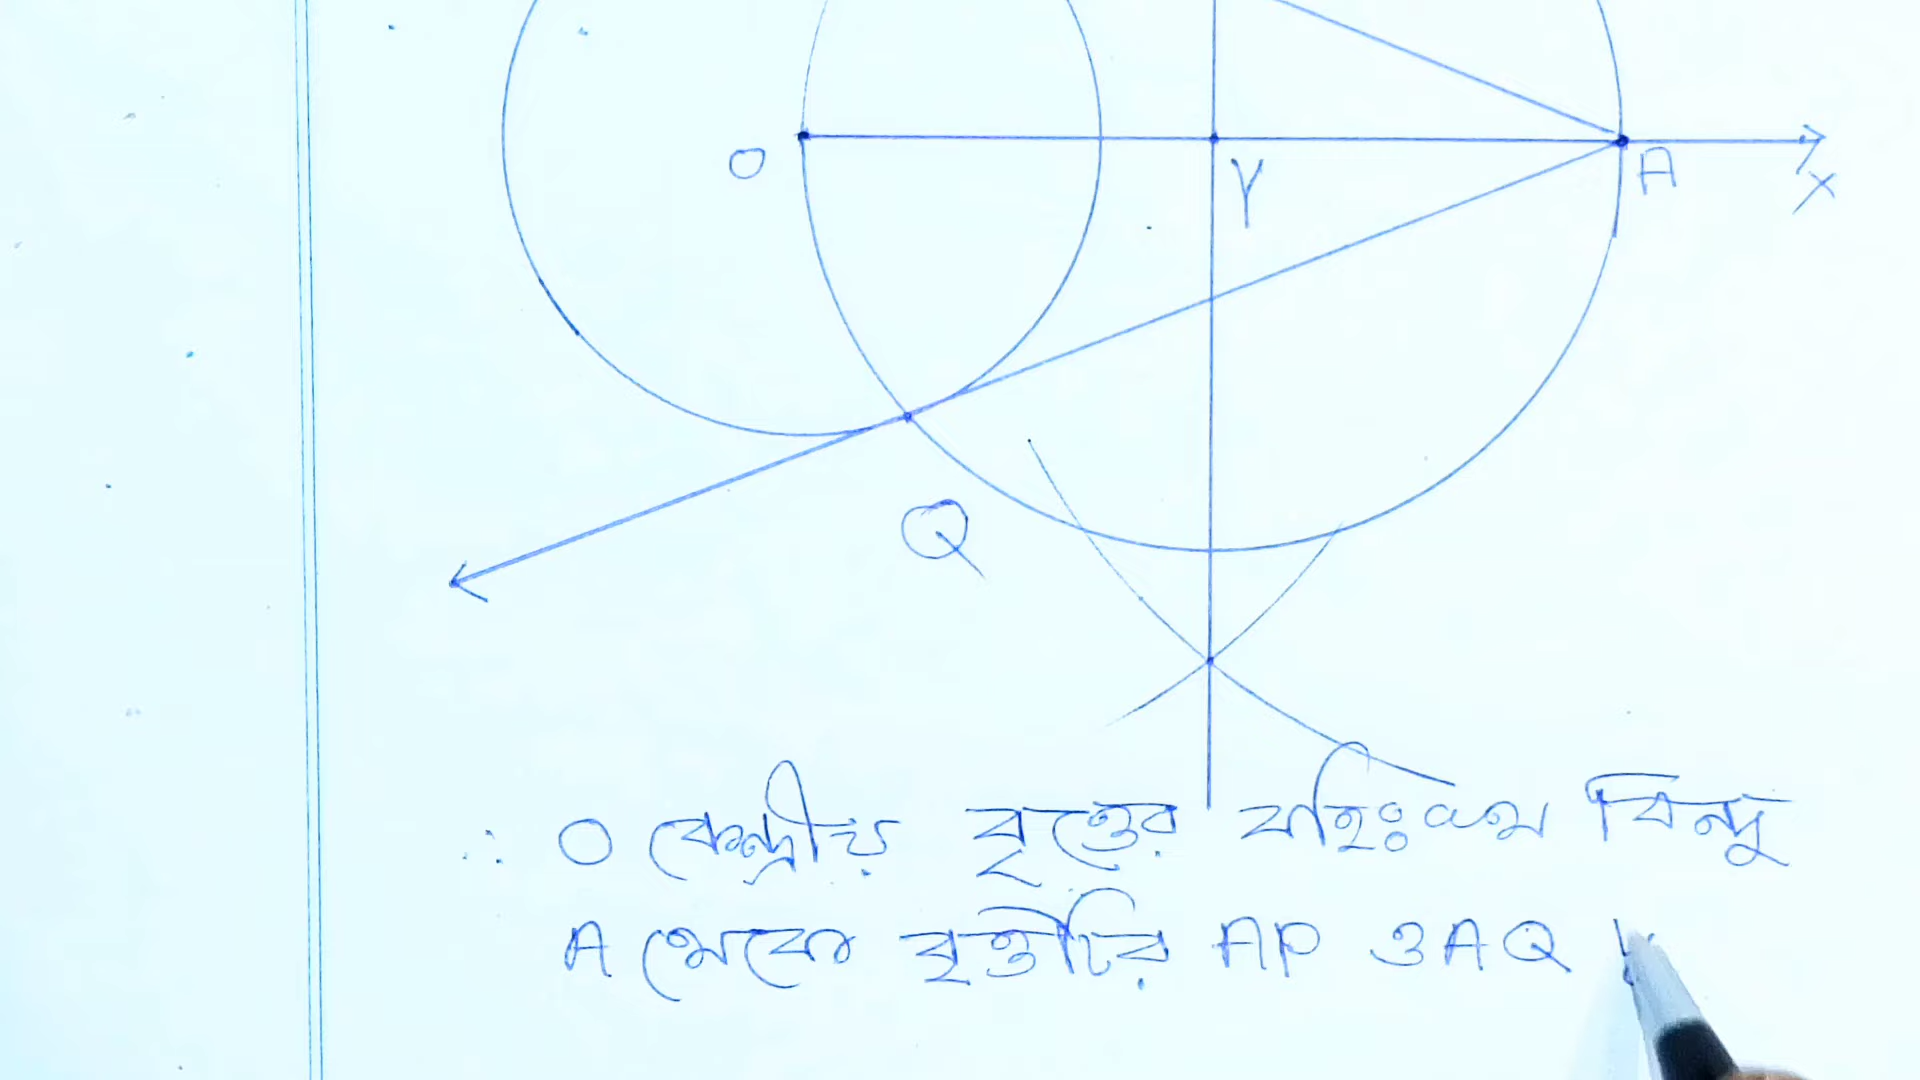 O
Y
A
X
Q
∴ O কেন্দ্রীয় বৃত্তের বহিঃস্থ বিন্দু
A থেকে বৃত্তটির AP ও AQ